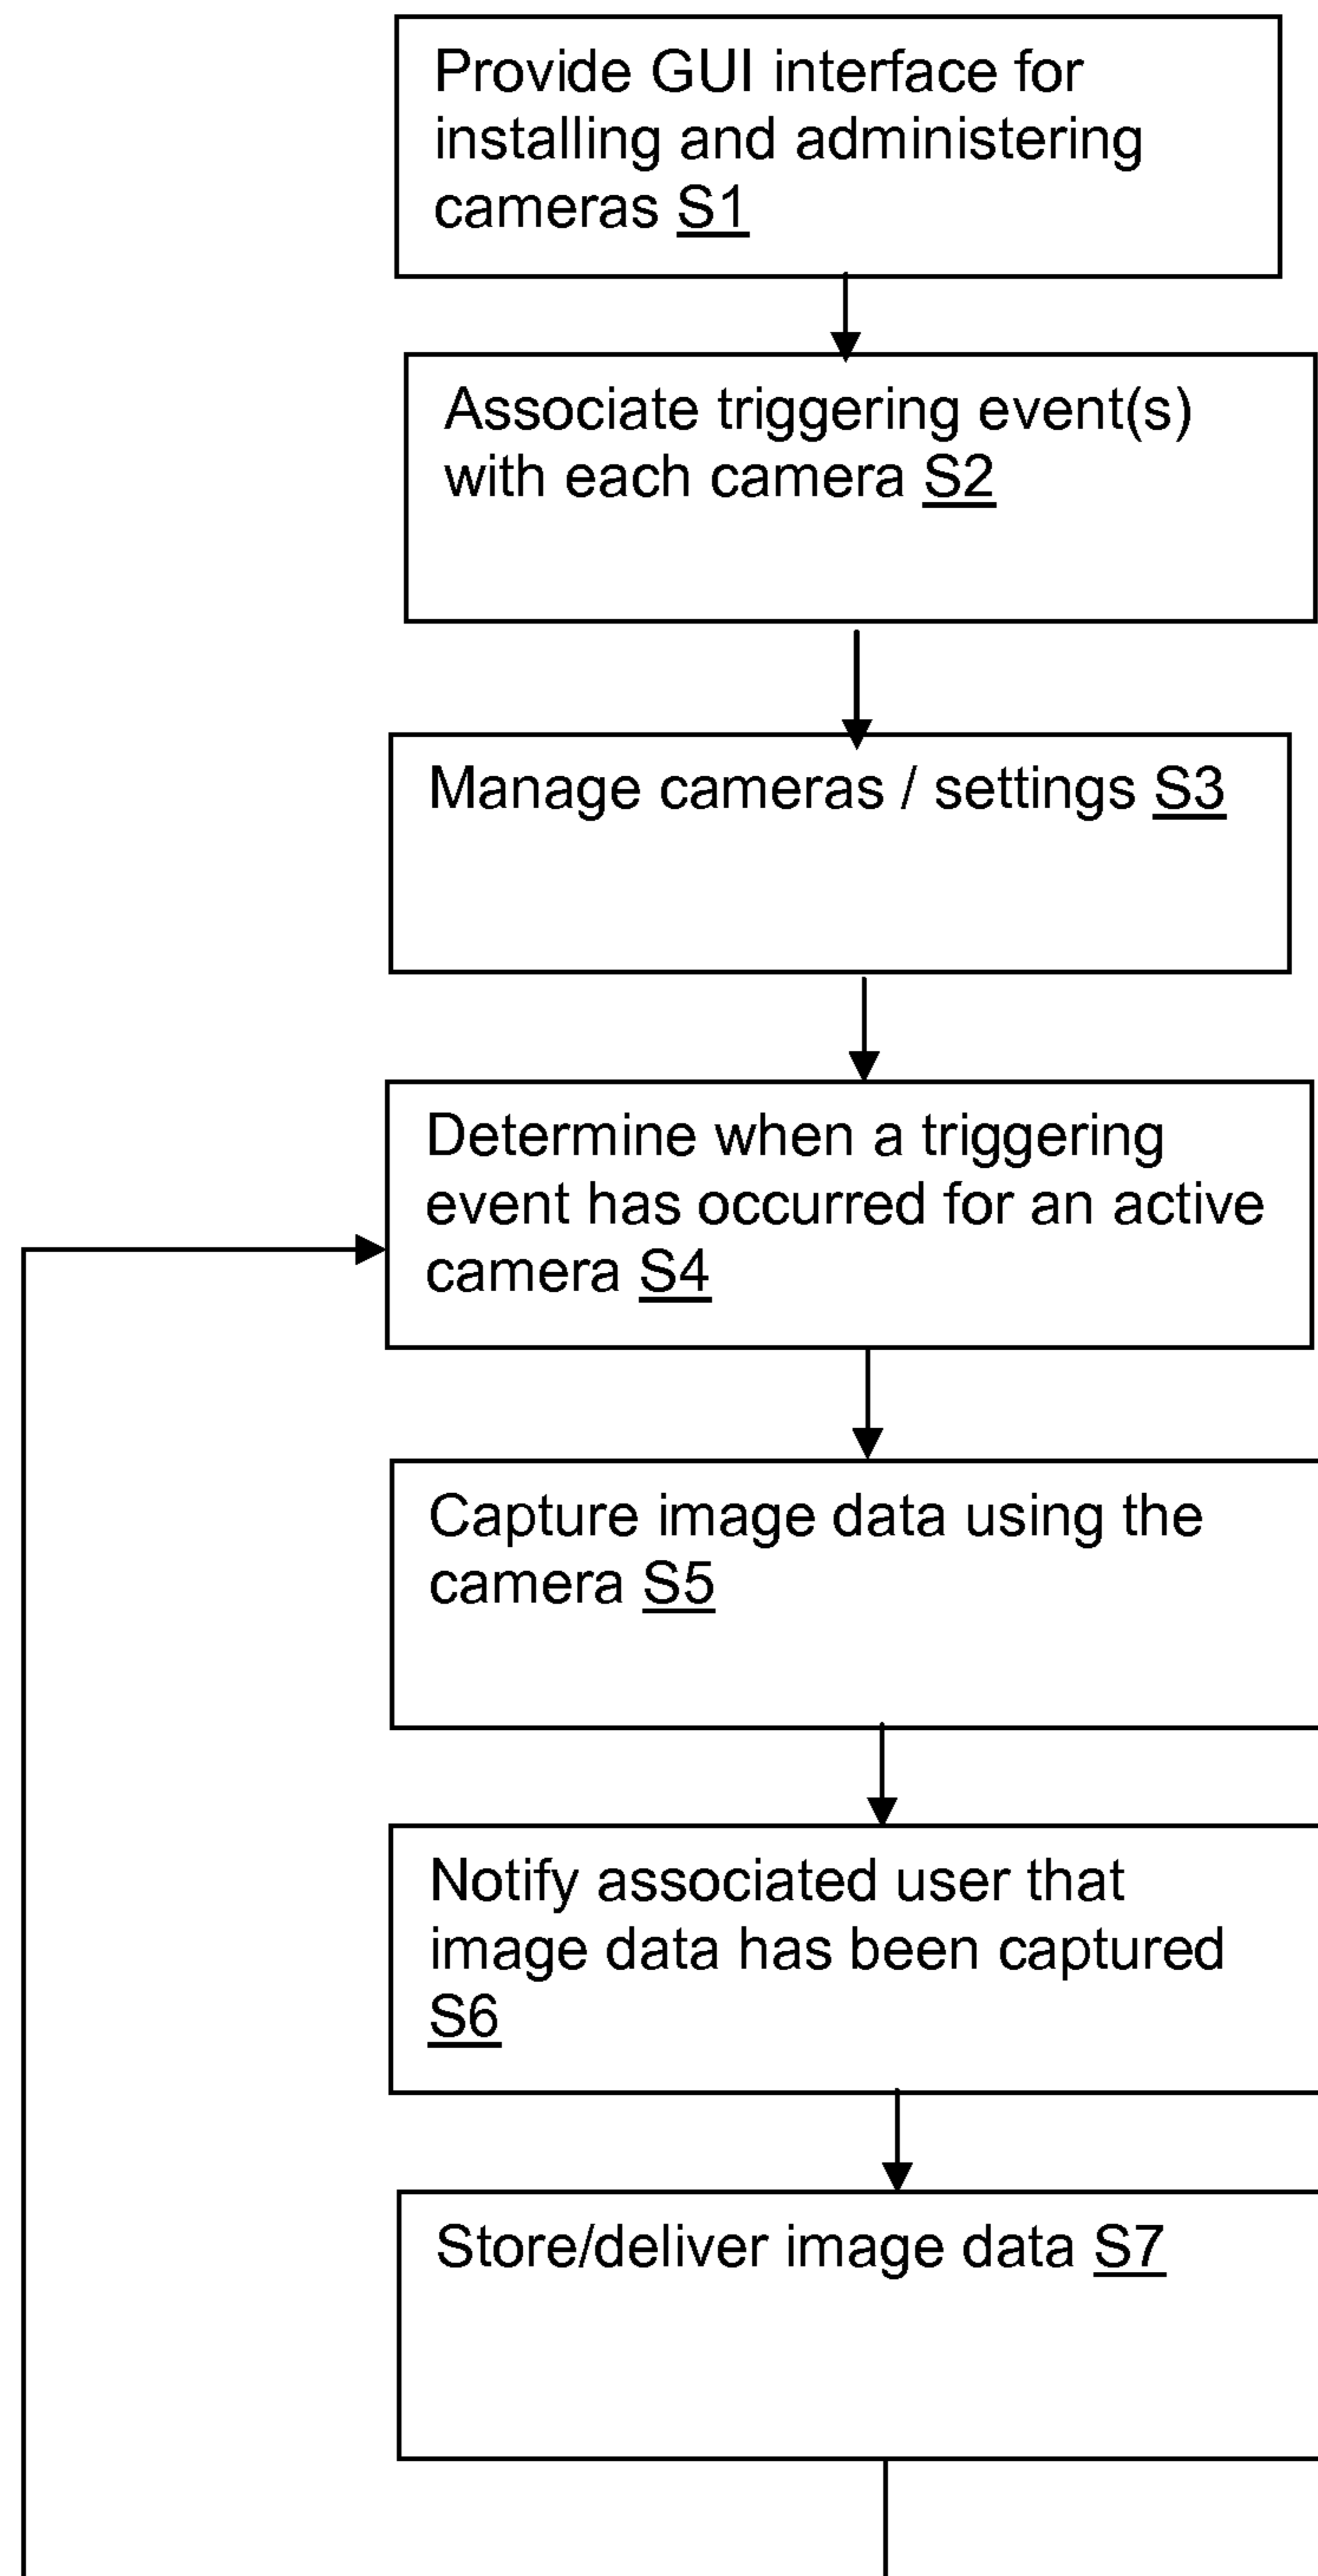 Provide GUI interface for
installing and administering
cameras S1
Associate triggering event(s)
with each camera S2
Manage cameras / settings S3
Determine when a triggering
event has occurred for an active
camera S4
Capture image data using the
camera S5
Notify associated user that
image data has been captured
S6
Store/deliver image data S7